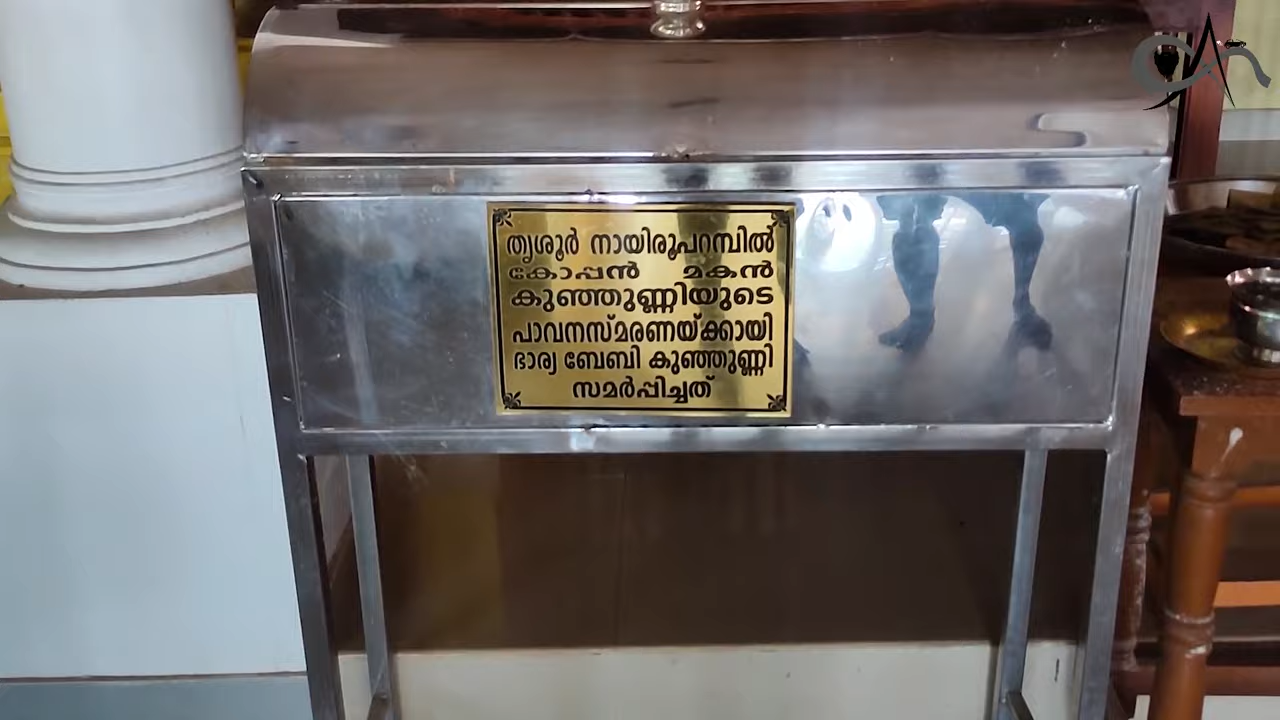 തൃശൂർ നായിരുപറമ്പിൽ
കോപ്പൻ മകൻ
കുഞ്ഞുണ്ണിയുടെ
പാവനസ്മരണയ്ക്കായി
ഭാര്യ ബേബി കുഞ്ഞുണ്ണി
സമർപ്പിച്ചത്